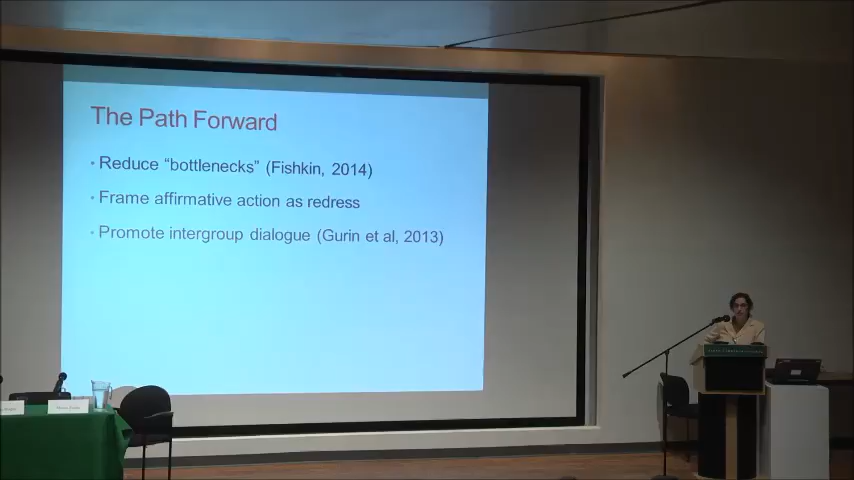 The Path Forward
• Reduce “bottlenecks” (Fishkin, 2014)
• Frame affirmative action as redress
• Promote intergroup dialogue (Gurin et al, 2013)